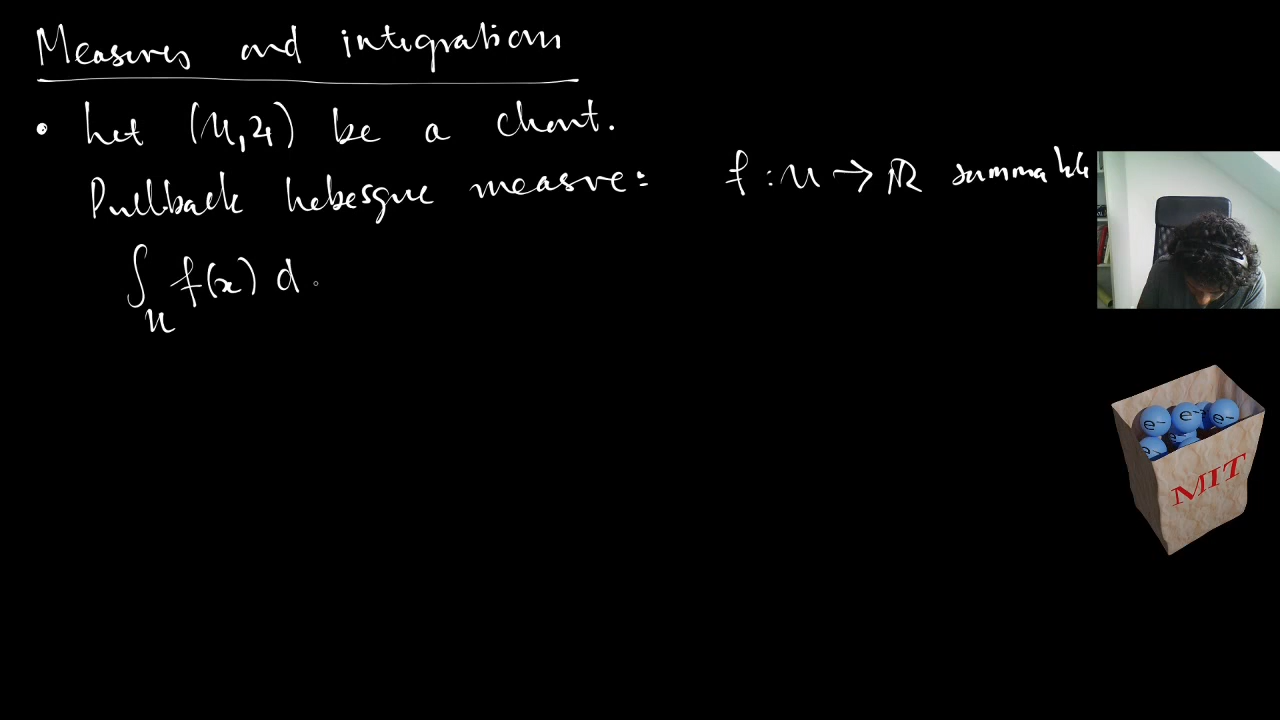 Measures and integration
• Let (U, φ) be a chart.
Pullback Lebesgue measure: f : U → ℝ summable
∫_U f(x) d
e⁻ e⁻ e⁻
e⁻ e⁻
MIT